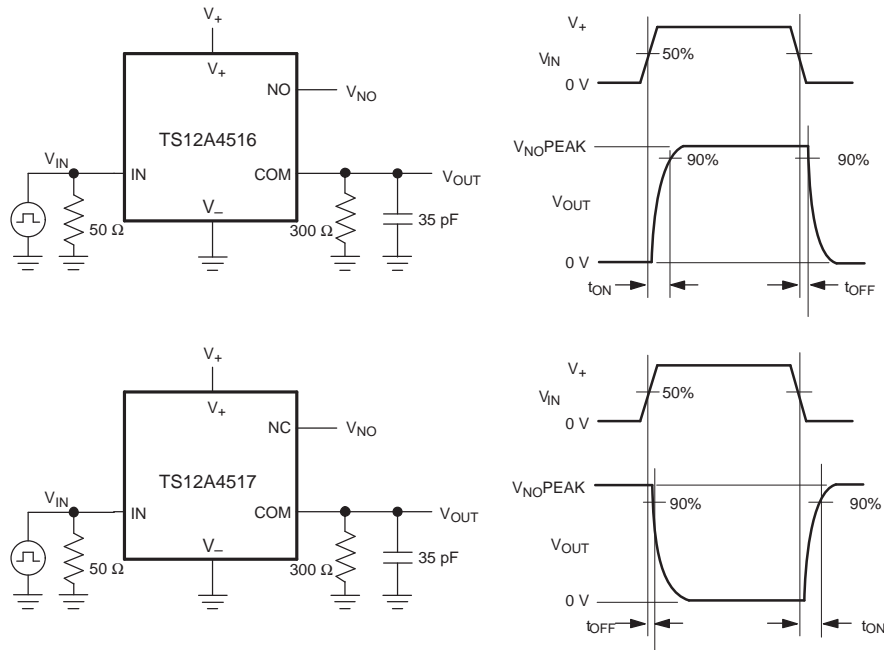 V+
V+
NO
VNO
TS12A4516
VIN
IN
COM
VOUT
V–
50 Ω
300 Ω
35 pF
V+
VIN
50%
0 V
VNOPEAK
90%
90%
VOUT
0 V
tON
tOFF
V+
V+
NC
VNO
TS12A4517
VIN
IN
COM
VOUT
V–
50 Ω
300 Ω
35 pF
V+
VIN
50%
0 V
VNOPEAK
90%
90%
VOUT
0 V
tOFF
tON